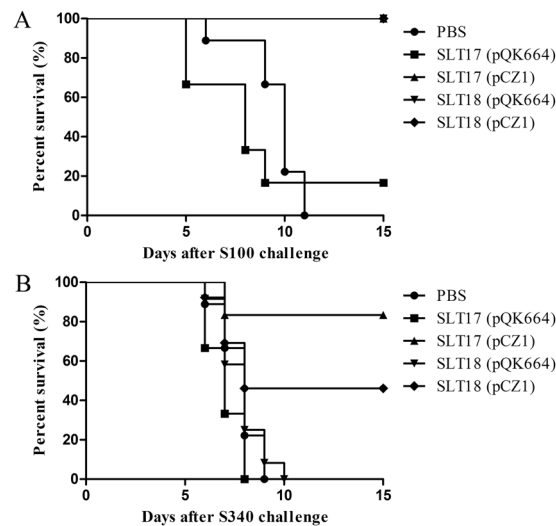 A
Percent survival (%)
100
80
60
40
20
0
0 5 10 15
Days after S100 challenge
PBS
SLT17 (pQK664)
SLT17 (pCZ1)
SLT18 (pQK664)
SLT18 (pCZ1)
B
Percent survival (%)
100
80
60
40
20
0
0 5 10 15
Days after S340 challenge
PBS
SLT17 (pQK664)
SLT17 (pCZ1)
SLT18 (pQK664)
SLT18 (pCZ1)